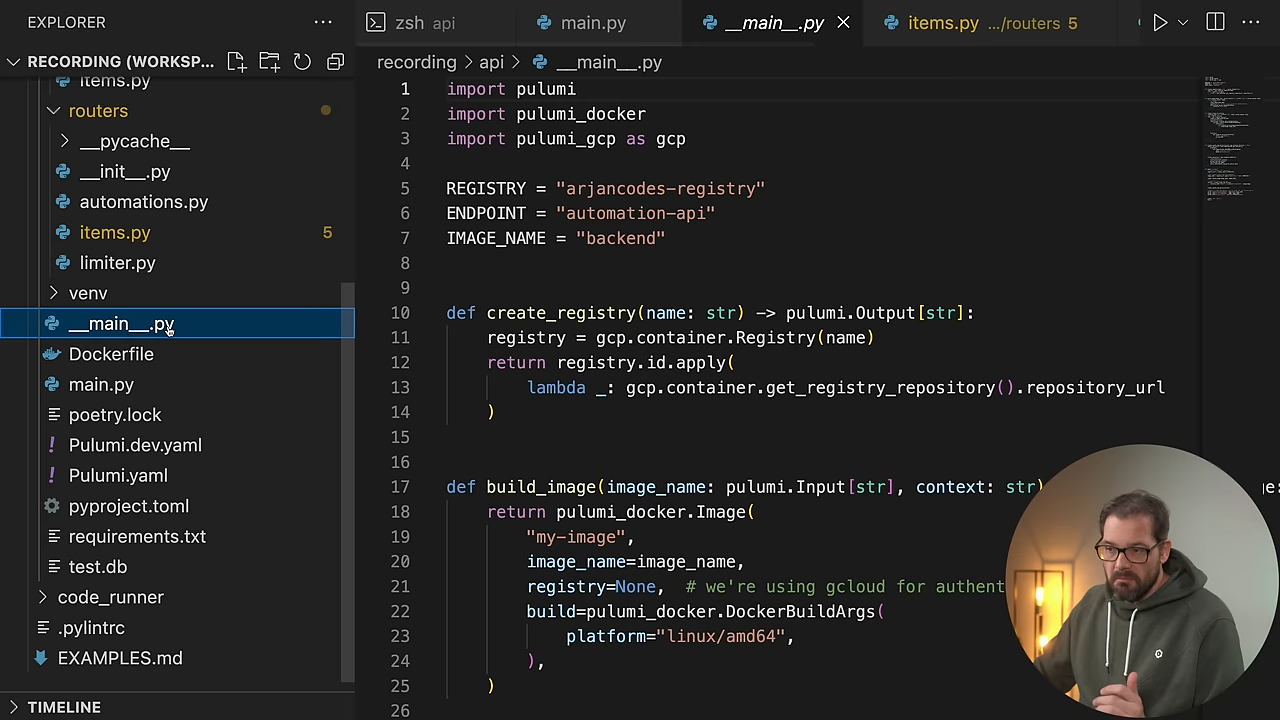 EXPLORER
RECORDING (WORKSP...
items.py
routers
__pycache__
__init__.py
automations.py
items.py 5
limiter.py
venv
__main__.py
Dockerfile
main.py
poetry.lock
Pulumi.dev.yaml
Pulumi.yaml
pyproject.toml
requirements.txt
test.db
code_runner
.pylintrc
EXAMPLES.md
TIMELINE
zsh api
main.py
__main__.py
items.py .../routers 5
recording > api > __main__.py
1 import pulumi
2 import pulumi_docker
3 import pulumi_gcp as gcp
4
5 REGISTRY = "arjancodes-registry"
6 ENDPOINT = "automation-api"
7 IMAGE_NAME = "backend"
8
9
10 def create_registry(name: str) -> pulumi.Output[str]:
11 registry = gcp.container.Registry(name)
12 return registry.id.apply(
13 lambda _: gcp.container.get_registry_repository().repository_url
14 )
15
16
17 def build_image(image_name: pulumi.Input[str], context: str)
18 return pulumi_docker.Image(
19 "my-image",
20 image_name=image_name,
21 registry=None, # we're using gcloud for authent
22 build=pulumi_docker.DockerBuildArgs(
23 platform="linux/amd64",
24 ),
25 )
26